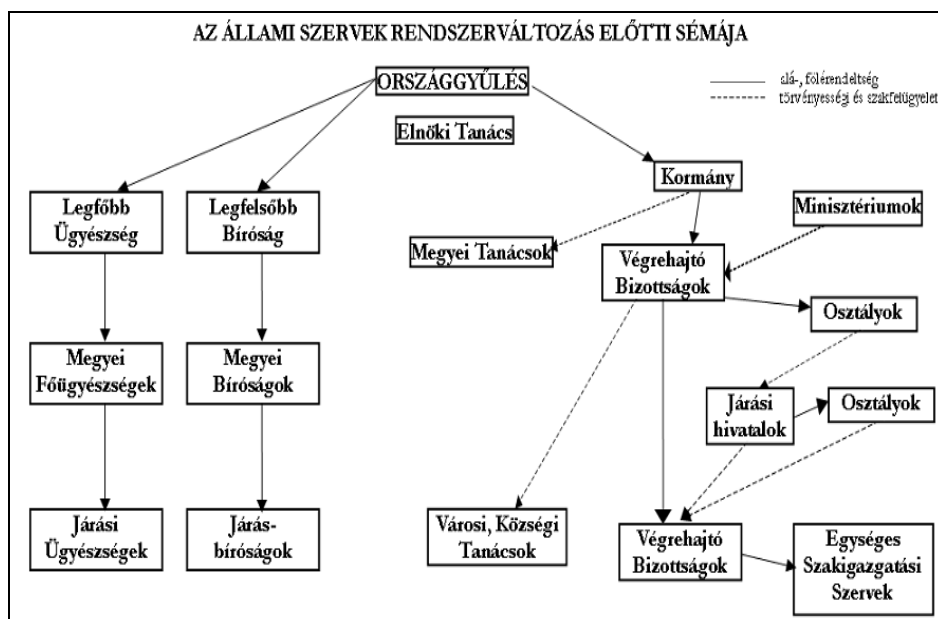 AZ ÁLLAMI SZERVEK RENDSZERVÁLTOZÁS ELŐTTI SÉMÁJA
ORSZÁGGYŰLÉS
alá-, fölérendeltség
törvényességi és szakfelügyelet
Elnöki Tanács
Kormány
Legfőbb
Ügyészség
Legfelsőbb
Bíróság
Minisztériumok
Megyei Tanácsok
Végrehajtó
Bizottságok
Osztályok
Megyei
Főügyészségek
Megyei
Bíróságok
Járási
hivatalok
Osztályok
Járási
Ügyészségek
Járás-
bíróságok
Városi, Községi
Tanácsok
Végrehajtó
Bizottságok
Egységes
Szakigazgatási
Szervek